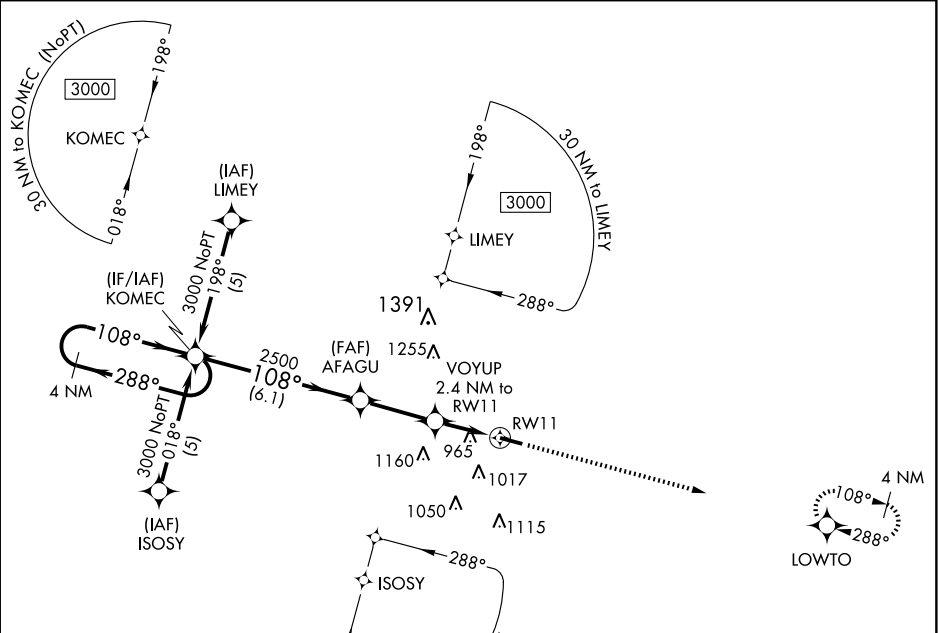 30 NM to KOMEC (NoPT)
3000
198°
KOMEC
018°
(IAF)
LIMEY
3000 NoPT
198°
(5)
30 NM to LIMEY
198°
3000
LIMEY
288°
(IF/IAF)
KOMEC
108°
288°
4 NM
2500
108°
(6.1)
(FAF)
AFAGU
1391
1255
VOYUP
2.4 NM to
RW11
RW11
965
1160
1017
1050
1115
3000 NoPT
018°
(5)
(IAF)
ISOSY
288°
ISOSY
4 NM
108°
288°
LOWTO